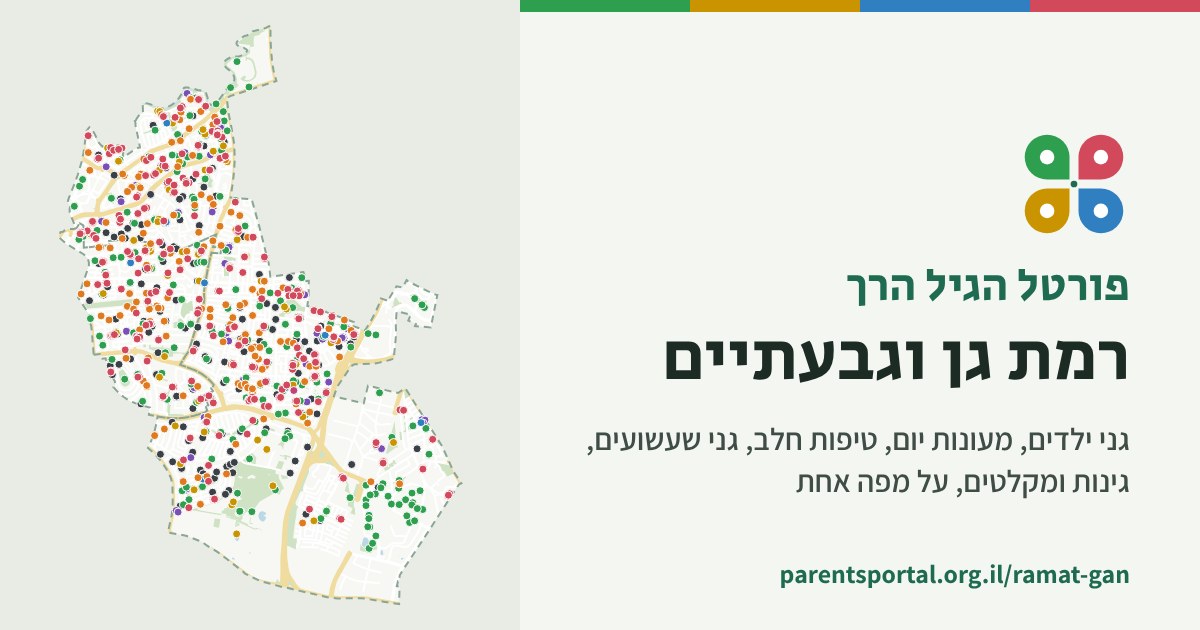 פורטל הגיל הרך
רמת גן וגבעתיים
גני ילדים, מעונות יום, טיפות חלב, גני שעשועים,
גינות ומקלטים, על מפה אחת
parentsportal.org.il/ramat-gan